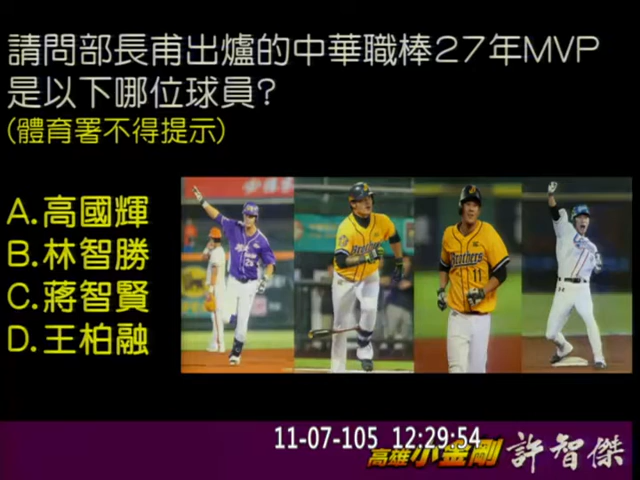 請問部長甫出爐的中華職棒27年MVP
是以下哪位球員?
(體育署不得提示)
A.高國輝
B.林智勝
C.蔣智賢
D.王柏融
Brothers
11
11-07-105 12:29:54
高雄小金剛 許智傑